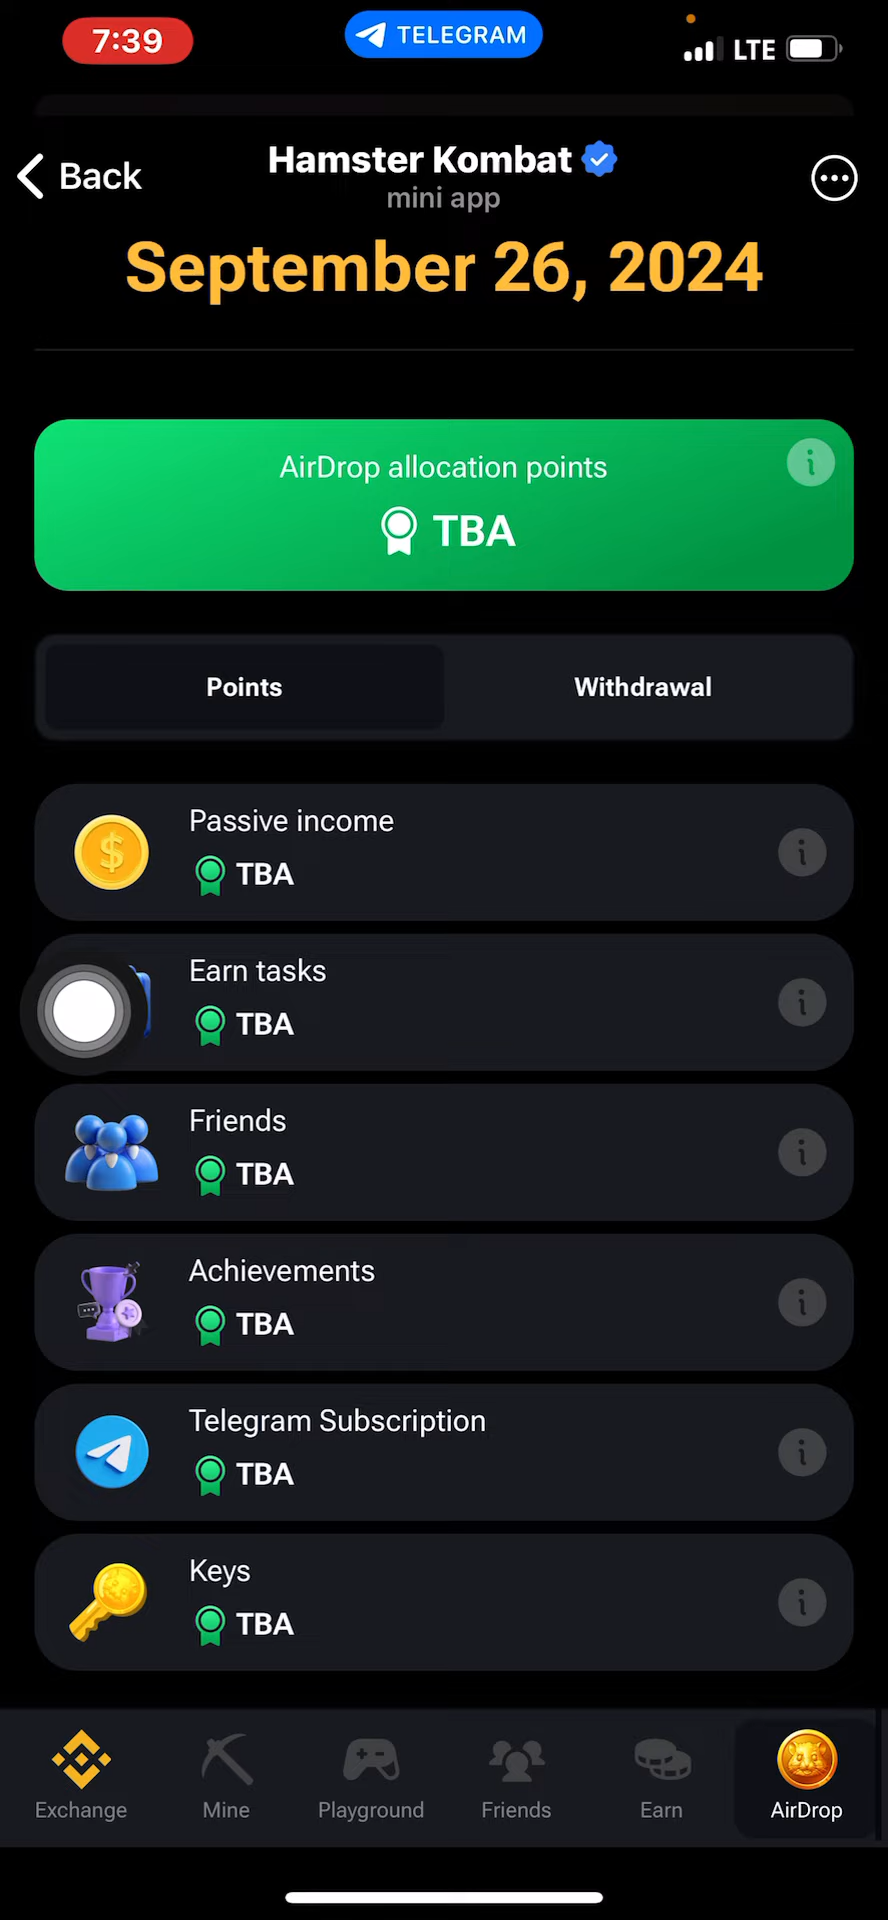 7:39
TELEGRAM
LTE
Back
Hamster Kombat
mini app
September 26, 2024
AirDrop allocation points
TBA
Points
Withdrawal
Passive income
TBA
Earn tasks
TBA
Friends
TBA
Achievements
TBA
Telegram Subscription
TBA
Keys
TBA
Exchange
Mine
Playground
Friends
Earn
AirDrop